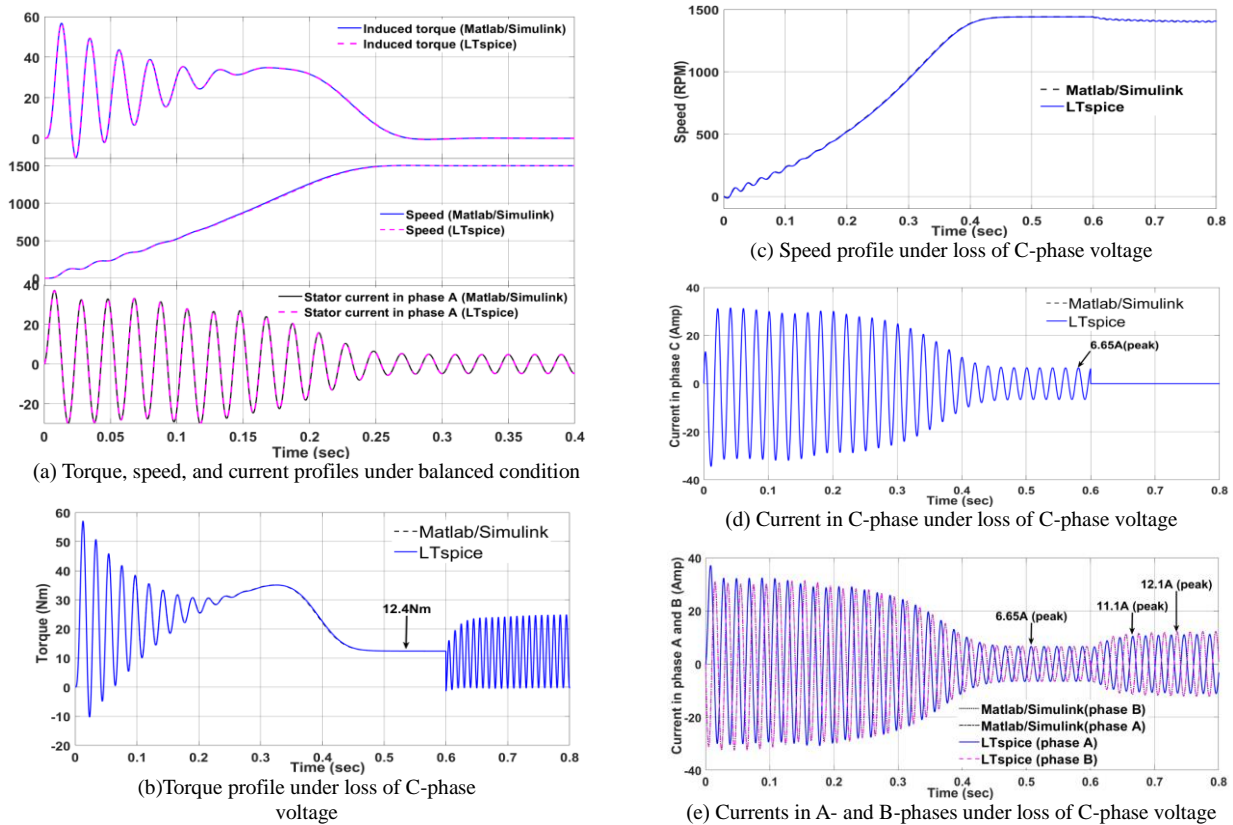 60
40
20
0
Induced torque (Matlab/Simulink)
Induced torque (LTspice)
1500
1000
500
0
Speed (Matlab/Simulink)
Speed (LTspice)
40
20
0
-20
Stator current in phase A (Matlab/Simulink)
Stator current in phase A (LTspice)
0 0.05 0.1 0.15 0.2 0.25 0.3 0.35 0.4
Time (sec)
(a) Torque, speed, and current profiles under balanced condition
60
50
40
30
20
10
0
-10
-20
Torque (Nm)
Matlab/Simulink
LTspice
12.4Nm
0 0.1 0.2 0.3 0.4 0.5 0.6 0.7 0.8
Time (sec)
(b)Torque profile under loss of C-phase
voltage
1500
1000
500
0
Speed (RPM)
Matlab/Simulink
LTspice
0 0.1 0.2 0.3 0.4 0.5 0.6 0.7 0.8
Time (sec)
(c) Speed profile under loss of C-phase voltage
40
20
0
-20
-40
Current in phase C (Amp)
Matlab/Simulink
LTspice
6.65A(peak)
0 0.1 0.2 0.3 0.4 0.5 0.6 0.7 0.8
Time (sec)
(d) Current in C-phase under loss of C-phase voltage
40
20
0
-20
-40
Current in phase A and B (Amp)
6.65A (peak)
11.1A (peak)
12.1A (peak)
Matlab/Simulink(phase B)
Matlab/Simulink(phase A)
LTspice (phase A)
LTspice (phase B)
0 0.1 0.2 0.3 0.4 0.5 0.6 0.7 0.8
Time (sec)
(e) Currents in A- and B-phases under loss of C-phase voltage